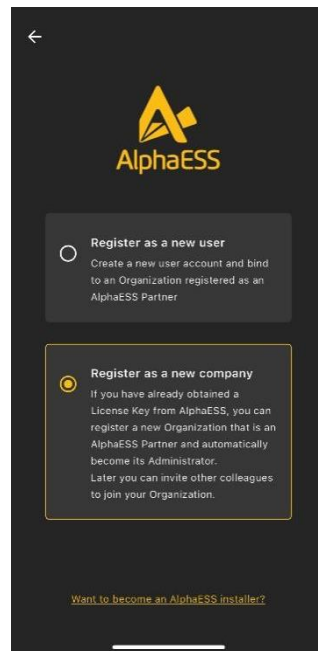 AlphaESS
Register as a new user
Create a new user account and bind
to an Organization registered as an
AlphaESS Partner
Register as a new company
If you have already obtained a
License Key from AlphaESS, you can
register a new Organization that is an
AlphaESS Partner and automatically
become its Administrator.
Later you can invite other colleagues
to join your Organization.
Want to become an AlphaESS installer?